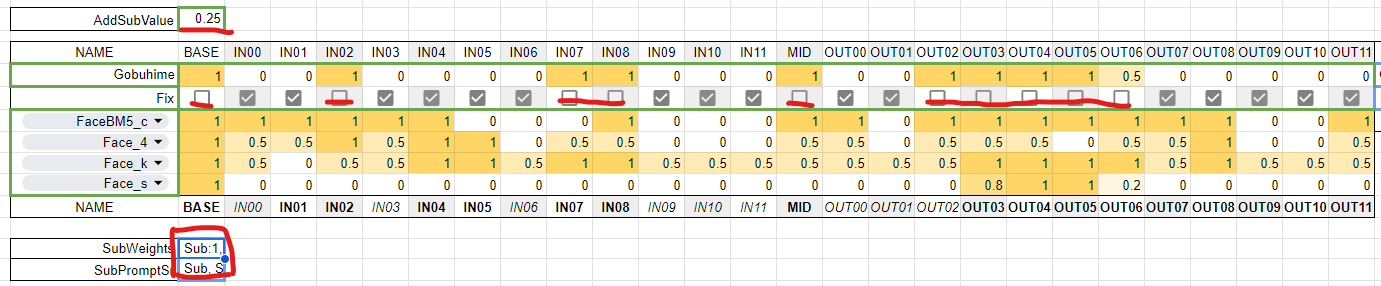 AddSubValue 0.25
NAME BASE IN00 IN01 IN02 IN03 IN04 IN05 IN06 IN07 IN08 IN09 IN10 IN11 MID OUT00 OUT01 OUT02 OUT03 OUT04 OUT05 OUT06 OUT07 OUT08 OUT09 OUT10 OUT11
Gobuhime 1 0 0 1 0 0 0 0 1 1 0 0 0 1 0 0 1 1 1 1 0.5 0 0 0 0 0
Fix
FaceBM5_c 1 1 1 1 1 1 0 0 0 1 0 0 0 1 0 1 1 1 1 1 1 1 1 0 0 1
Face_4 1 0.5 0.5 1 0.5 1 1 0 0.5 0.5 0 0 0 0.5 0.5 0 0.5 0.5 0 0.5 0.5 0.5 1 0 0 0.5
Face_k 1 0.5 0 0.5 0.5 1 1 0.5 1 1 0.5 0.5 0.5 0.5 0.5 0.5 0.5 1 1 1 1 0.5 1 0.5 0.5 0.5
Face_s 1 0 0 0 0 0 0 0 0 0 0 0 0 0 0 0 0 0.8 1 1 0.2 0 0 0 0 0
NAME BASE IN00 IN01 IN02 IN03 IN04 IN05 IN06 IN07 IN08 IN09 IN10 IN11 MID OUT00 OUT01 OUT02 OUT03 OUT04 OUT05 OUT06 OUT07 OUT08 OUT09 OUT10 OUT11
SubWeights Sub:1,
SubPromptS Sub, S